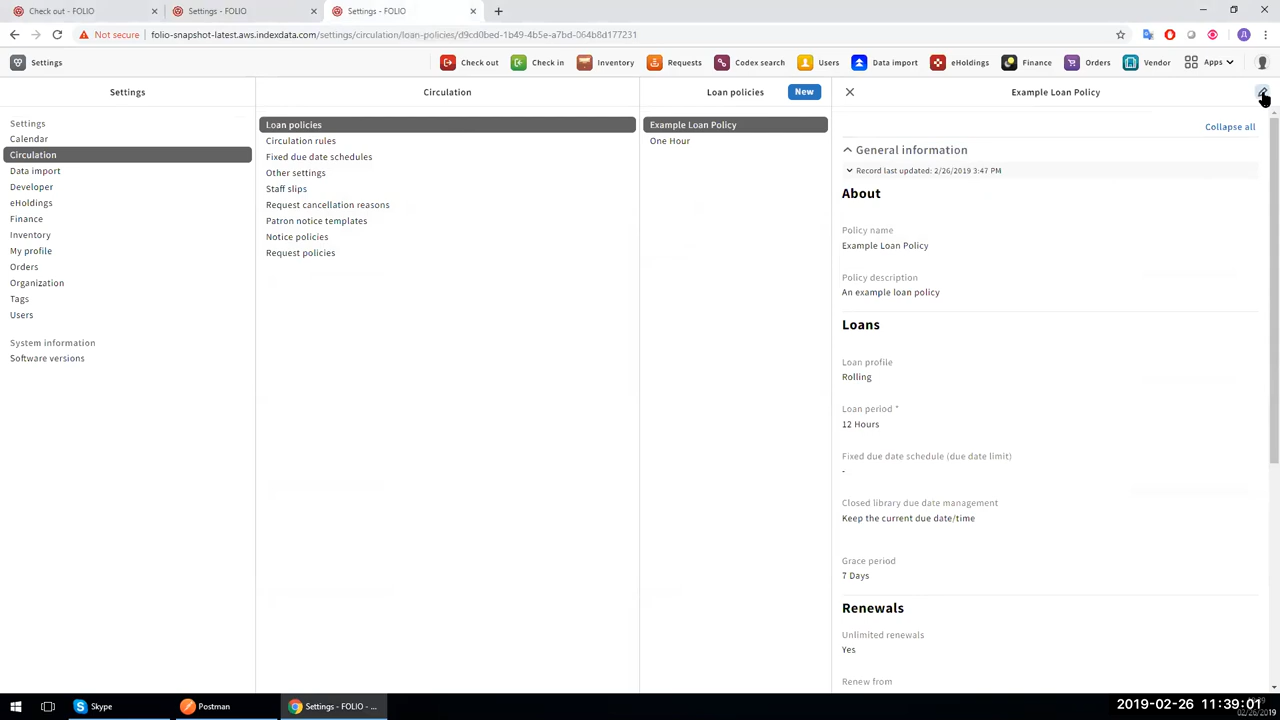 Check out - FOLIO
Settings - FOLIO
Settings - FOLIO
Not secure
folio-snapshot-latest.aws.indexdata.com/settings/circulation/loan-policies/d9cd0bed-1b49-4b5e-a7bd-064b8d177231
Settings
Check out
Check in
Inventory
Requests
Codex search
Users
Data import
eHoldings
Finance
Orders
Vendor
Apps
Settings
Settings
Calendar
Circulation
Data import
Developer
eHoldings
Finance
Inventory
My profile
Orders
Organization
Tags
Users
System information
Software versions
Circulation
Loan policies
Circulation rules
Fixed due date schedules
Other settings
Staff slips
Request cancellation reasons
Patron notice templates
Notice policies
Request policies
Loan policies
New
Example Loan Policy
One Hour
Example Loan Policy
Collapse all
General information
Record last updated: 2/26/2019 3:47 PM
About
Policy name
Example Loan Policy
Policy description
An example loan policy
Loans
Loan profile
Rolling
Loan period *
12 Hours
Fixed due date schedule (due date limit)
-
Closed library due date management
Keep the current due date/time
Grace period
7 Days
Renewals
Unlimited renewals
Yes
Renew from
Skype
Postman
Settings - FOLIO - ...
2019-02-26 11:39:01